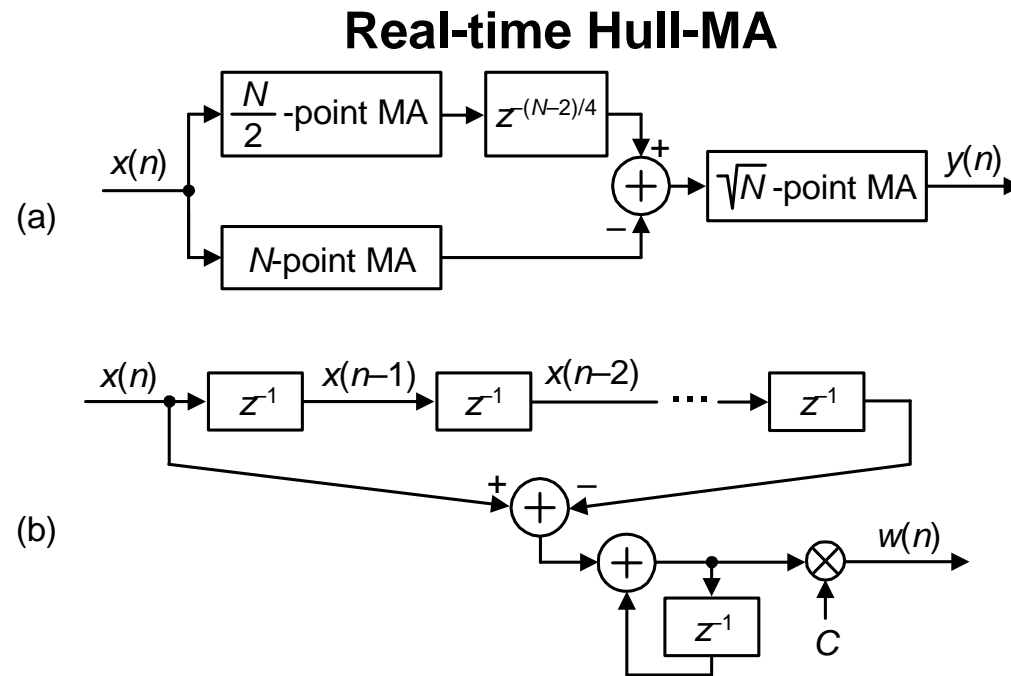 Real-time Hull-MA
(a)
x(n)
N/2 -point MA
z^–(N–2)/4
+
+
–
√N -point MA
y(n)
N-point MA
(b)
x(n)
z^–1
x(n–1)
z^–1
x(n–2)
...
z^–1
+
–
+
+
w(n)
z^–1
C